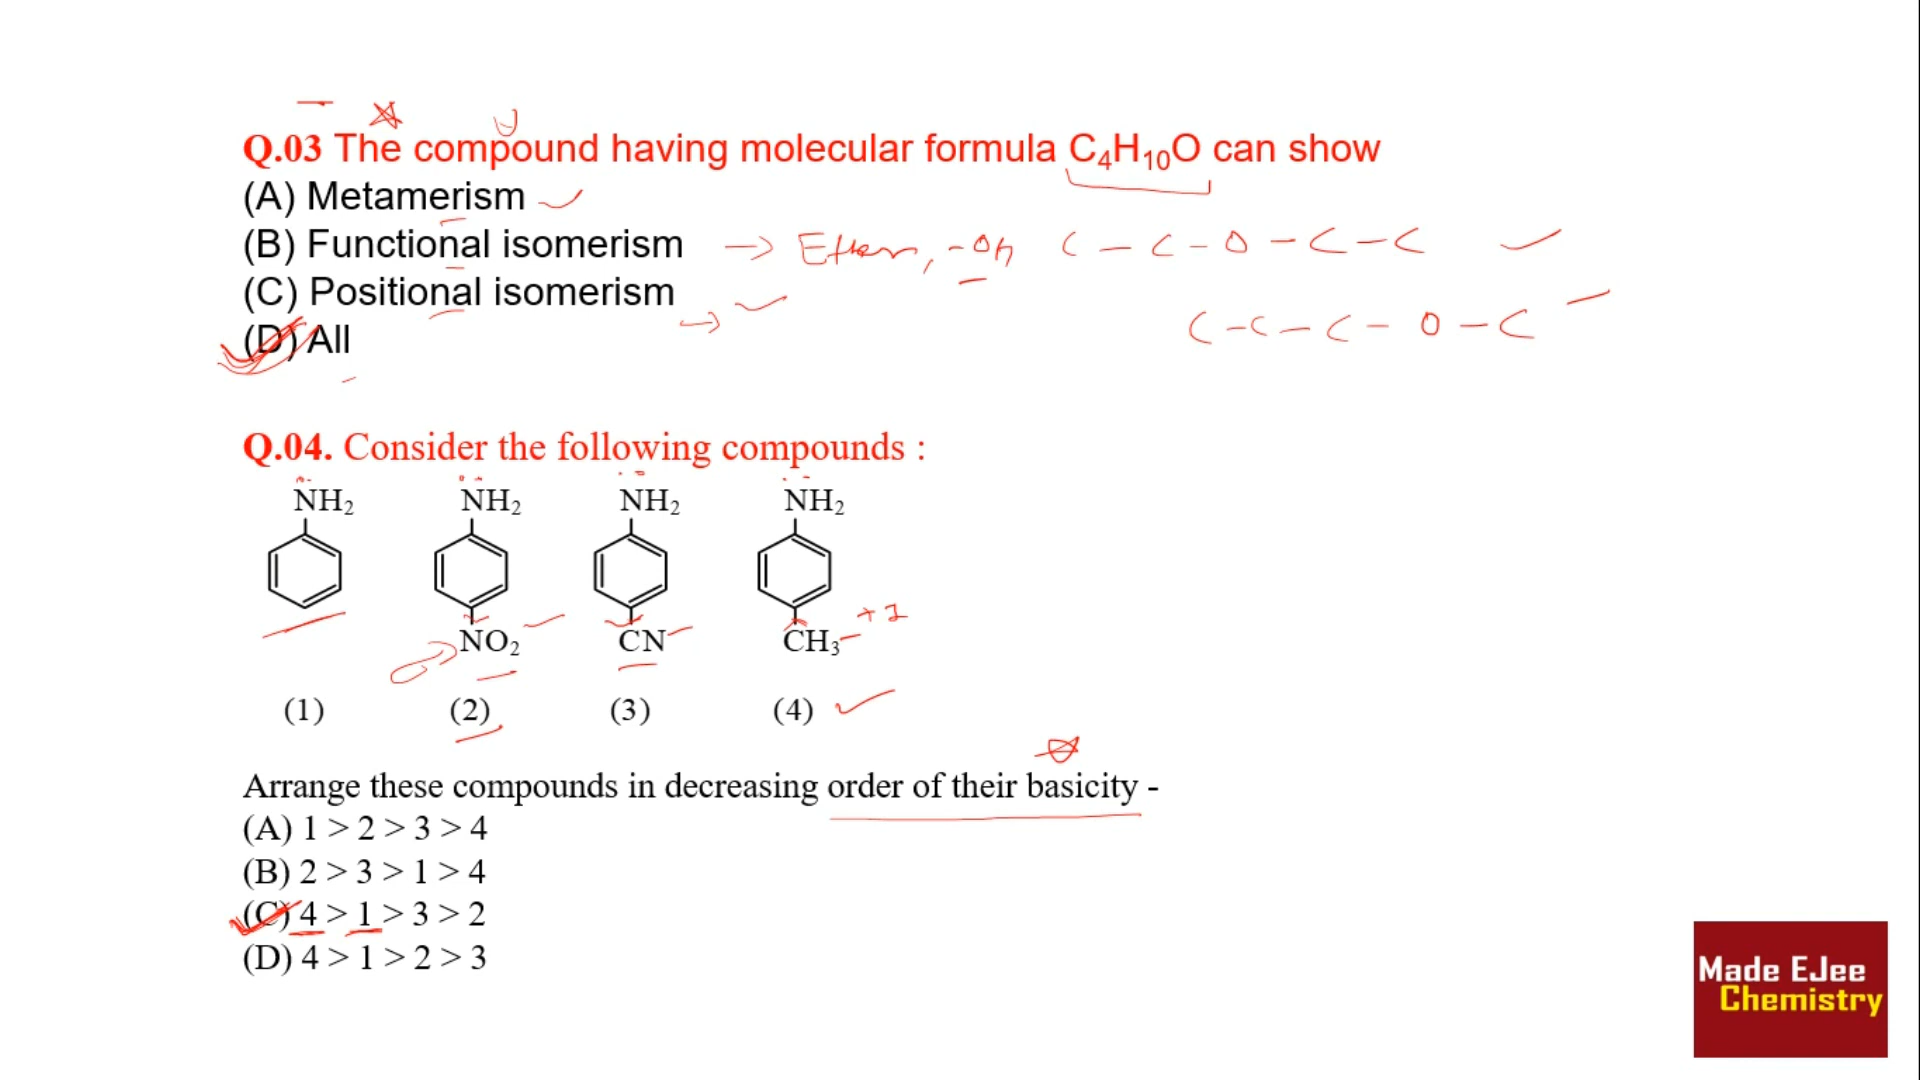 Q.03 The compound having molecular formula C₄H₁₀O can show
(A) Metamerism
(B) Functional isomerism → Ether, -OH C - C - O - C - C
(C) Positional isomerism
(D) All → C - C - C - O - C
Q.04. Consider the following compounds :
NH₂ NH₂ NH₂ NH₂
NO₂ CN CH₃ +I
(1) (2) (3) (4)
Arrange these compounds in decreasing order of their basicity -
(A) 1 > 2 > 3 > 4
(B) 2 > 3 > 1 > 4
(C) 4 > 1 > 3 > 2
(D) 4 > 1 > 2 > 3
Made EJee
Chemistry